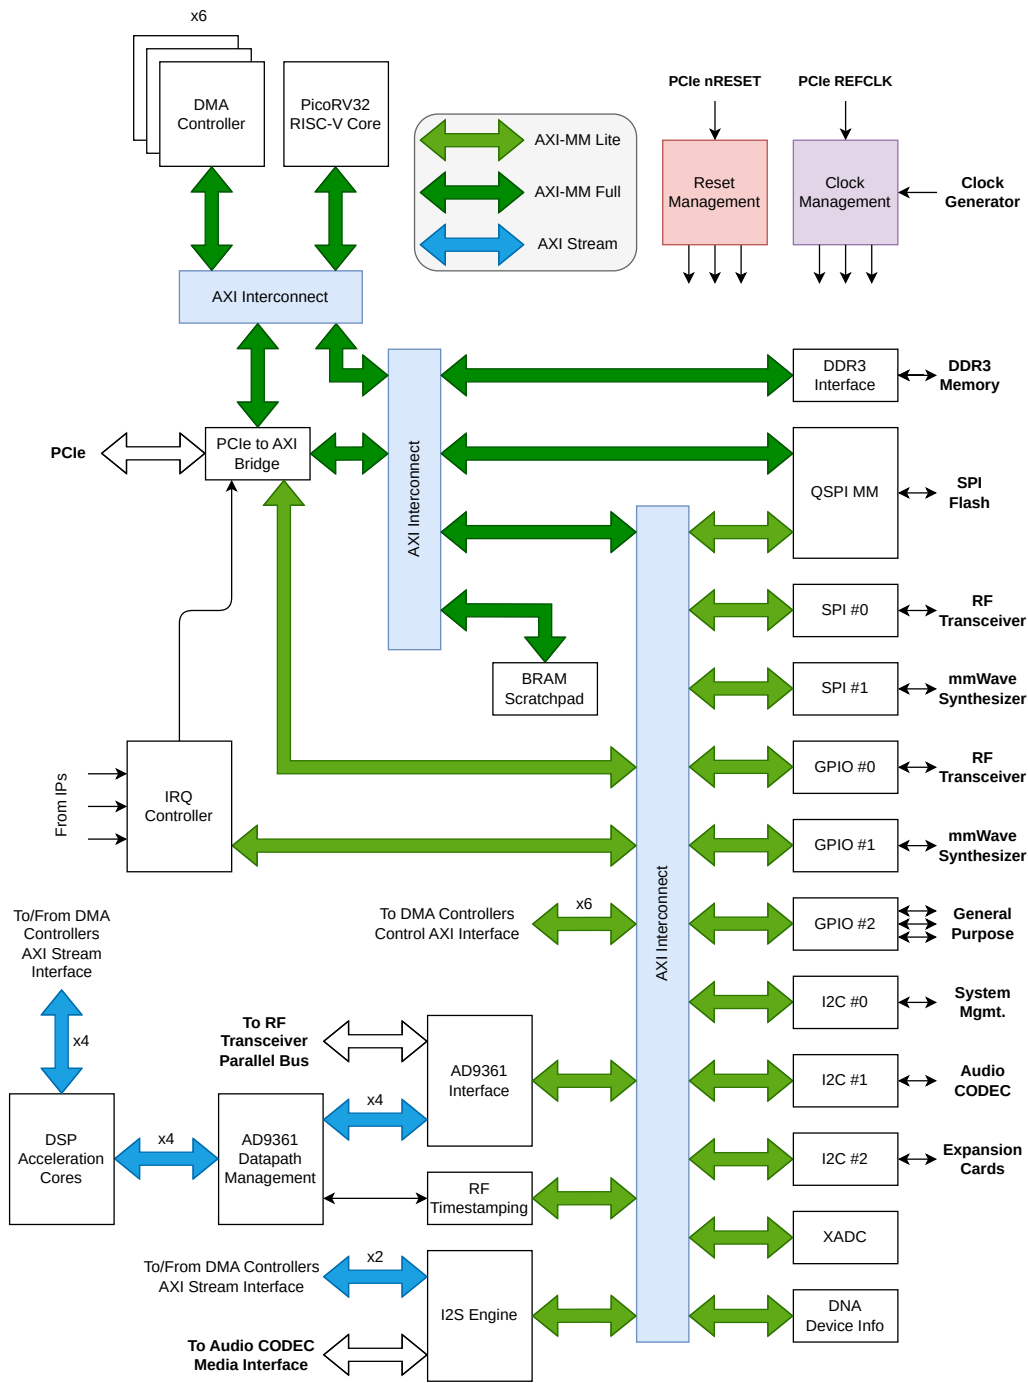 x6
DMA
Controller
PicoRV32
RISC-V Core
AXI-MM Lite
AXI-MM Full
AXI Stream
PCIe nRESET
PCIe REFCLK
Reset
Management
Clock
Management
Clock
Generator
AXI Interconnect
DDR3
Interface
DDR3
Memory
PCIe
PCIe to AXI
Bridge
AXI Interconnect
QSPI MM
SPI
Flash
SPI #0
RF
Transceiver
BRAM
Scratchpad
SPI #1
mmWave
Synthesizer
GPIO #0
RF
Transceiver
From IPs
IRQ
Controller
GPIO #1
mmWave
Synthesizer
AXI Interconnect
To DMA Controllers
Control AXI Interface
x6
GPIO #2
General
Purpose
To/From DMA
Controllers
AXI Stream
Interface
x4
I2C #0
System
Mgmt.
To RF
Transceiver
Parallel Bus
AD9361
Interface
I2C #1
Audio
CODEC
x4
DSP
Acceleration
Cores
x4
AD9361
Datapath
Management
I2C #2
Expansion
Cards
RF
Timestamping
XADC
To/From DMA Controllers
AXI Stream Interface
x2
I2S Engine
DNA
Device Info
To Audio CODEC
Media Interface